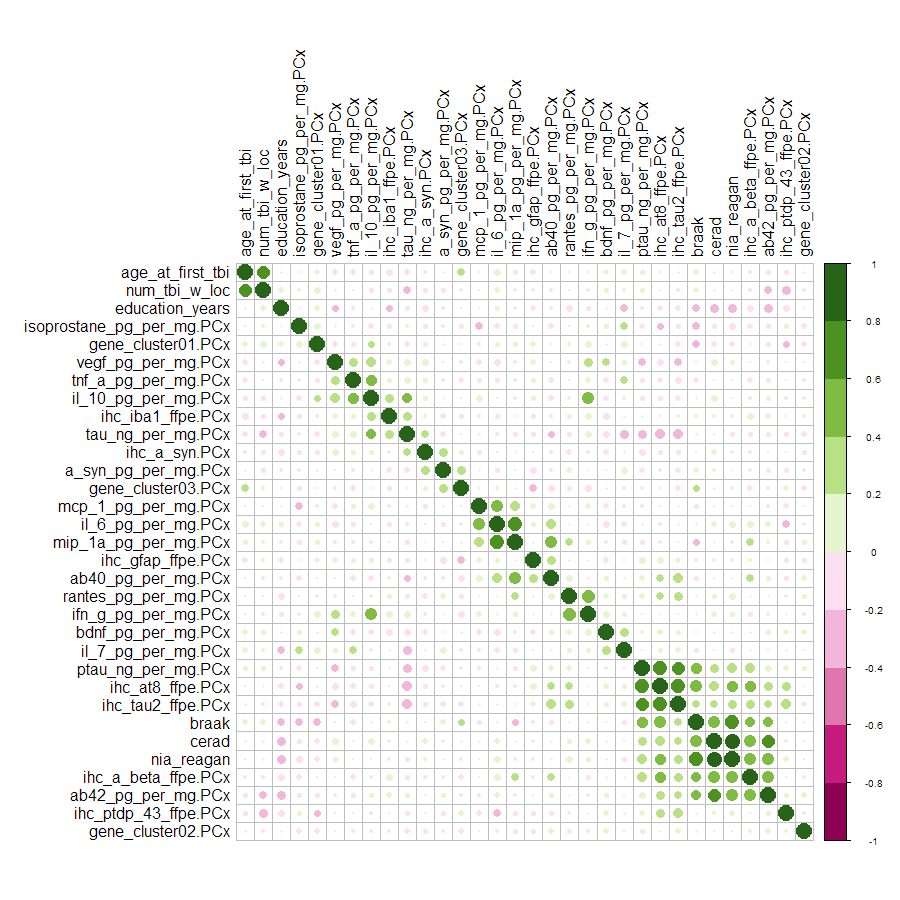 age_at_first_tbi
num_tbi_w_loc
education_years
isoprostane_pg_per_mg.PCx
gene_cluster01.PCx
vegf_pg_per_mg.PCx
tnf_a_pg_per_mg.PCx
il_10_pg_per_mg.PCx
ihc_iba1_ffpe.PCx
tau_ng_per_mg.PCx
ihc_a_syn.PCx
a_syn_pg_per_mg.PCx
gene_cluster03.PCx
mcp_1_pg_per_mg.PCx
il_6_pg_per_mg.PCx
mip_1a_pg_per_mg.PCx
ihc_gfap_ffpe.PCx
ab40_pg_per_mg.PCx
rantes_pg_per_mg.PCx
ifn_g_pg_per_mg.PCx
bdnf_pg_per_mg.PCx
il_7_pg_per_mg.PCx
ptau_ng_per_mg.PCx
ihc_at8_ffpe.PCx
ihc_tau2_ffpe.PCx
braak
cerad
nia_reagan
ihc_a_beta_ffpe.PCx
ab42_pg_per_mg.PCx
ihc_ptdp_43_ffpe.PCx
gene_cluster02.PCx
age_at_first_tbi
num_tbi_w_loc
education_years
isoprostane_pg_per_mg.PCx
gene_cluster01.PCx
vegf_pg_per_mg.PCx
tnf_a_pg_per_mg.PCx
il_10_pg_per_mg.PCx
ihc_iba1_ffpe.PCx
tau_ng_per_mg.PCx
ihc_a_syn.PCx
a_syn_pg_per_mg.PCx
gene_cluster03.PCx
mcp_1_pg_per_mg.PCx
il_6_pg_per_mg.PCx
mip_1a_pg_per_mg.PCx
ihc_gfap_ffpe.PCx
ab40_pg_per_mg.PCx
rantes_pg_per_mg.PCx
ifn_g_pg_per_mg.PCx
bdnf_pg_per_mg.PCx
il_7_pg_per_mg.PCx
ptau_ng_per_mg.PCx
ihc_at8_ffpe.PCx
ihc_tau2_ffpe.PCx
braak
cerad
nia_reagan
ihc_a_beta_ffpe.PCx
ab42_pg_per_mg.PCx
ihc_ptdp_43_ffpe.PCx
gene_cluster02.PCx
1
0.8
0.6
0.4
0.2
0
-0.2
-0.4
-0.6
-0.8
-1